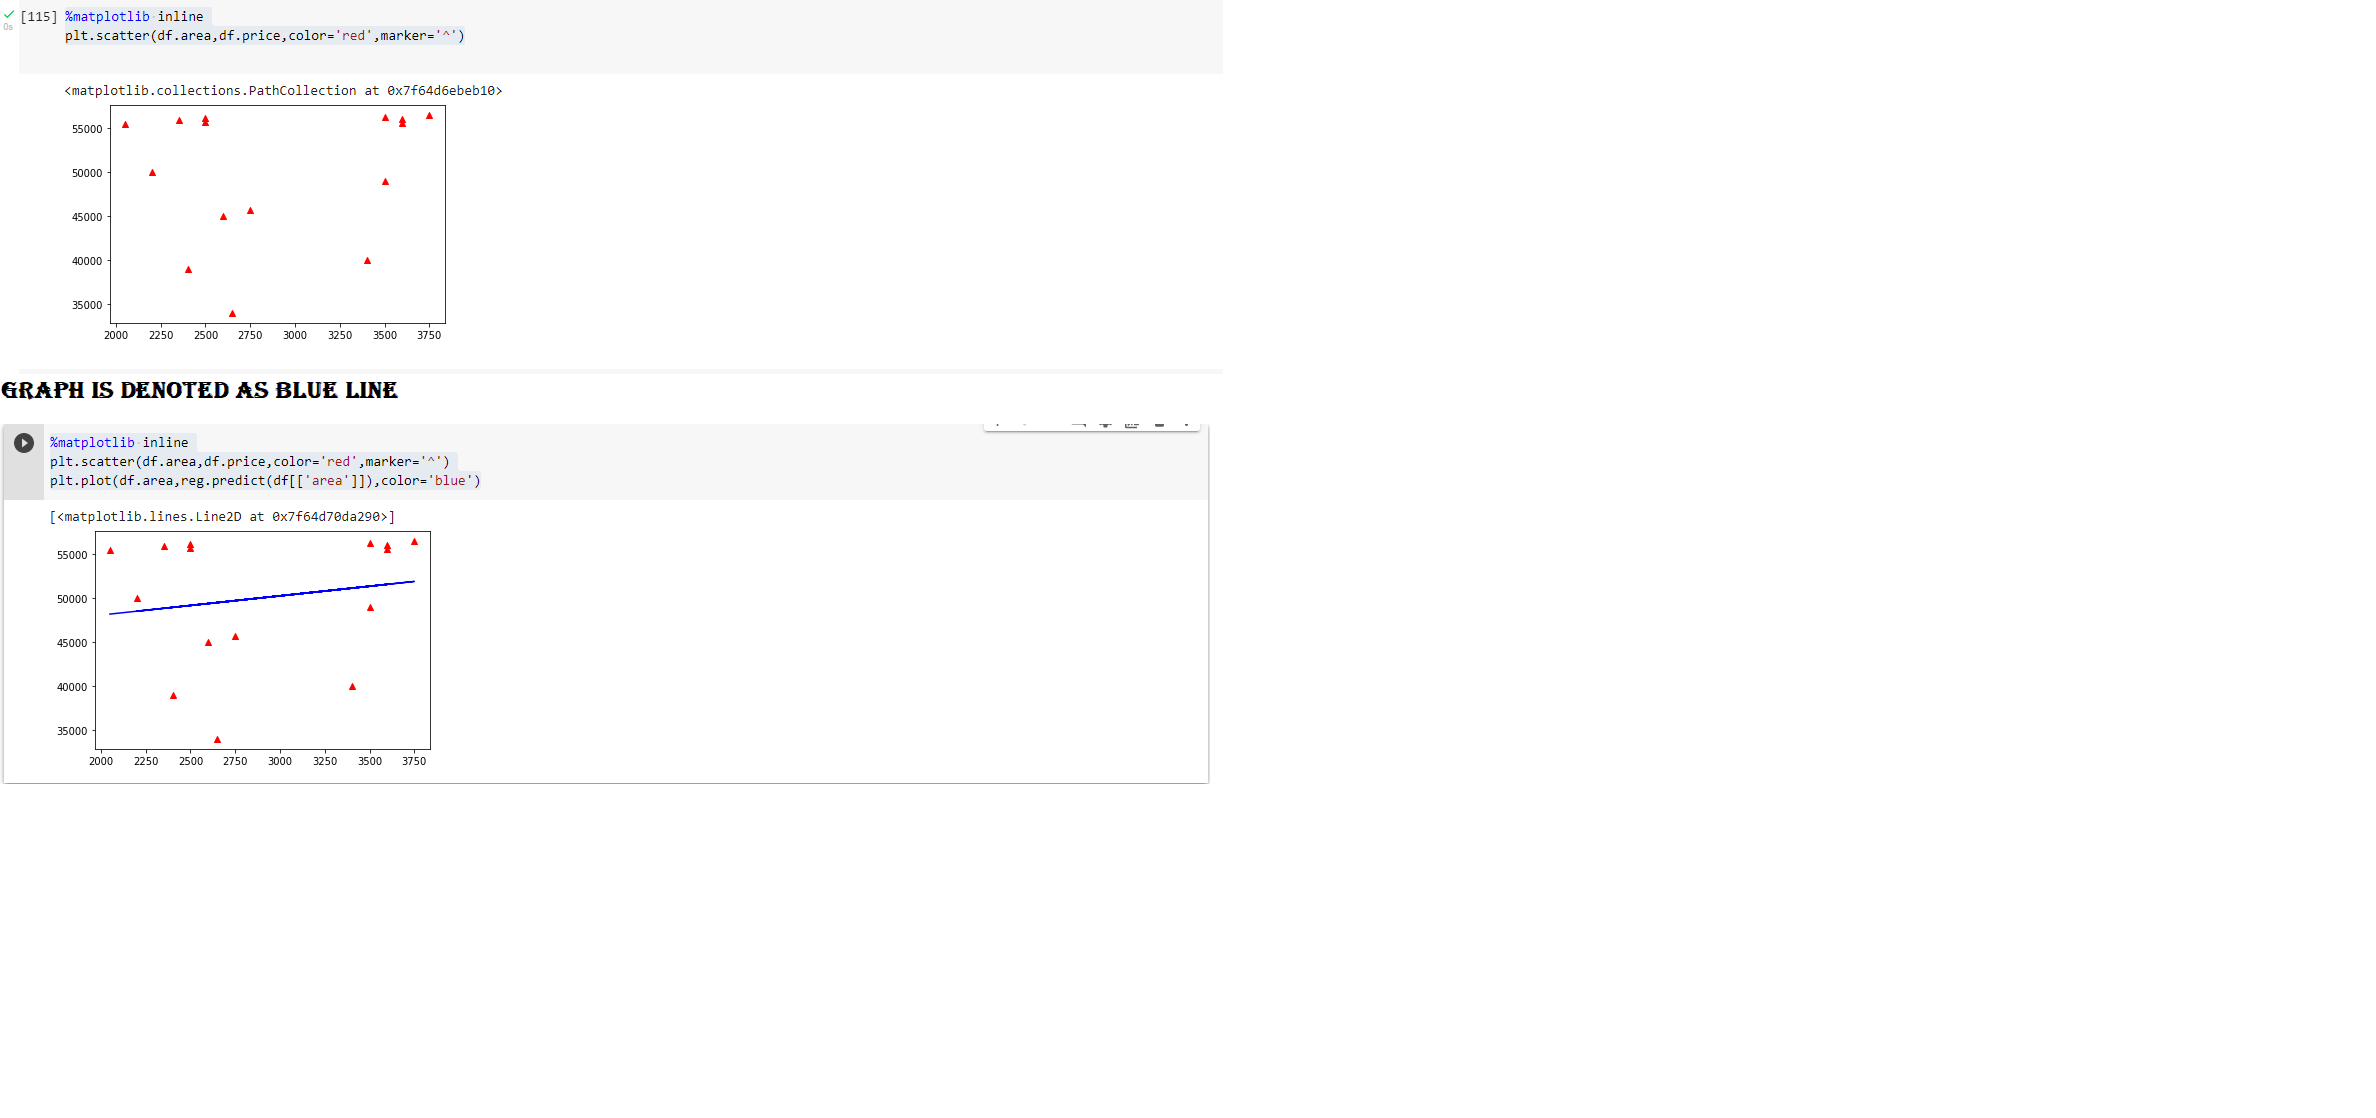 [115] %matplotlib inline
0s
plt.scatter(df.area,df.price,color='red',marker='^')
<matplotlib.collections.PathCollection at 0x7f64d6ebeb10>
55000
50000
45000
40000
35000
2000 2250 2500 2750 3000 3250 3500 3750
GRAPH IS DENOTED AS BLUE LINE
%matplotlib inline
plt.scatter(df.area,df.price,color='red',marker='^')
plt.plot(df.area,reg.predict(df[['area']]),color='blue')
[<matplotlib.lines.Line2D at 0x7f64d70da290>]
55000
50000
45000
40000
35000
2000 2250 2500 2750 3000 3250 3500 3750